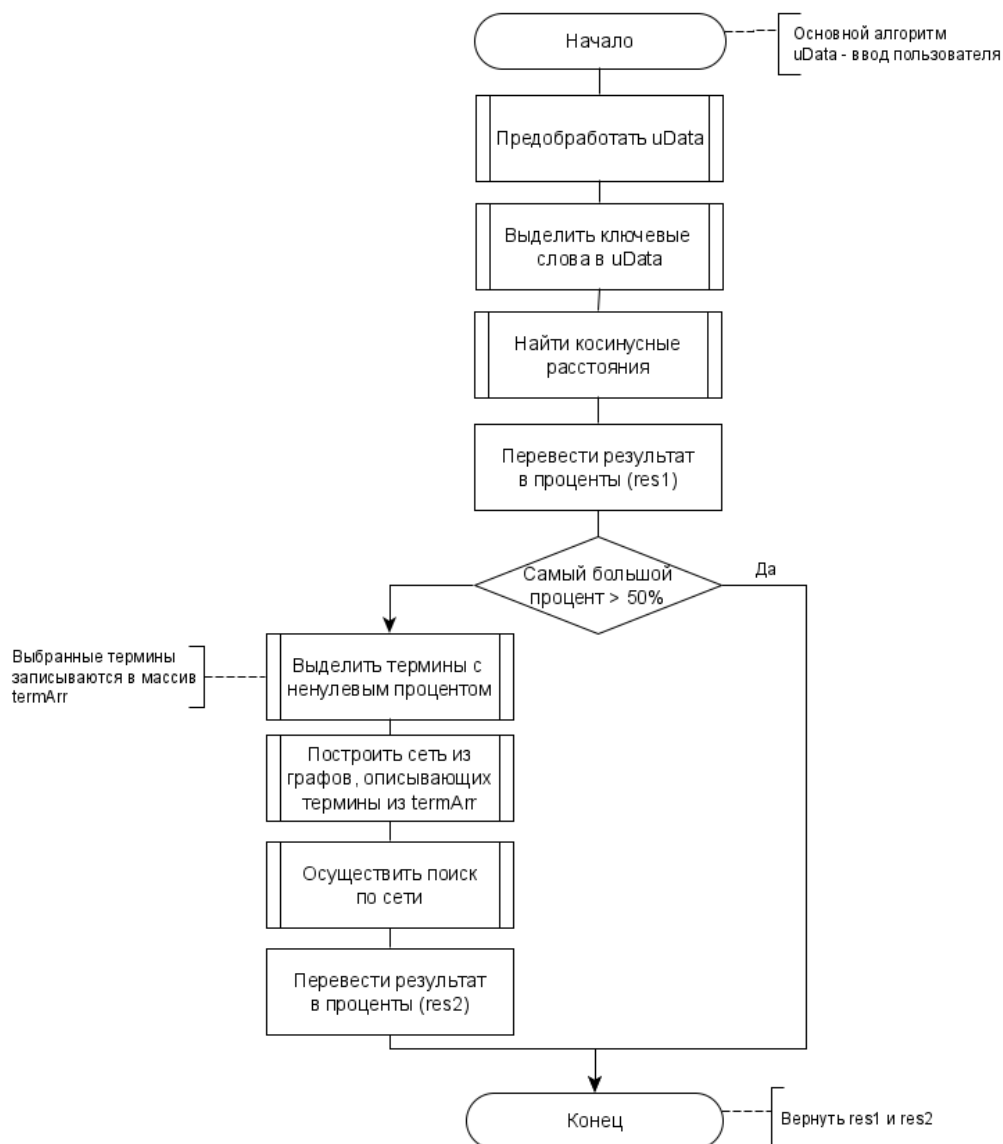 Начало
Основной алгоритм
uData - ввод пользователя
Предобработать uData
Выделить ключевые
слова в uData
Найти косинусные
расстояния
Перевести результат
в проценты (res1)
Самый большой
процент > 50%
Да
Выбранные термины
записываются в массив
termArr
Выделить термины с
ненулевым процентом
Построить сеть из
графов, описывающих
термины из termArr
Осуществить поиск
по сети
Перевести результат
в проценты (res2)
Конец
Вернуть res1 и res2